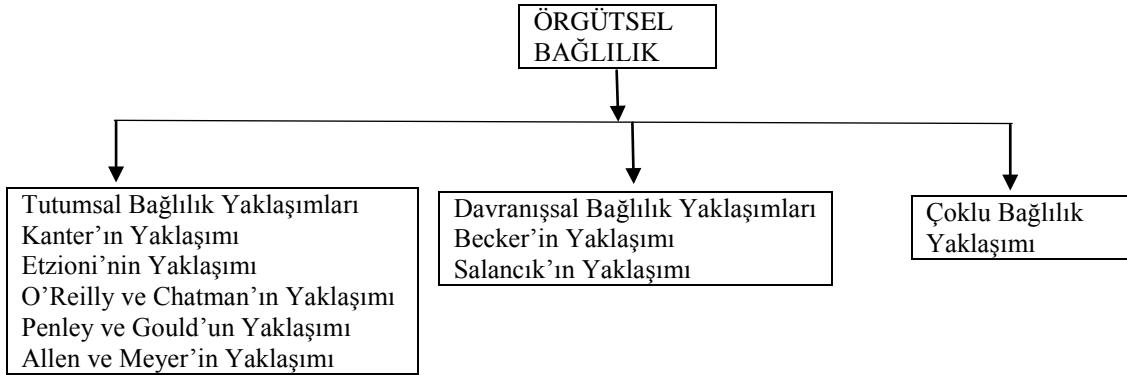 ÖRGÜTSEL
BAĞLILIK
Tutumsal Bağlılık Yaklaşımları
Kanter’ın Yaklaşımı
Etzioni’nin Yaklaşımı
O’Reilly ve Chatman’ın Yaklaşımı
Penley ve Gould’un Yaklaşımı
Allen ve Meyer’in Yaklaşımı
Davranışsal Bağlılık Yaklaşımları
Becker’in Yaklaşımı
Salancık’ın Yaklaşımı
Çoklu Bağlılık
Yaklaşımı